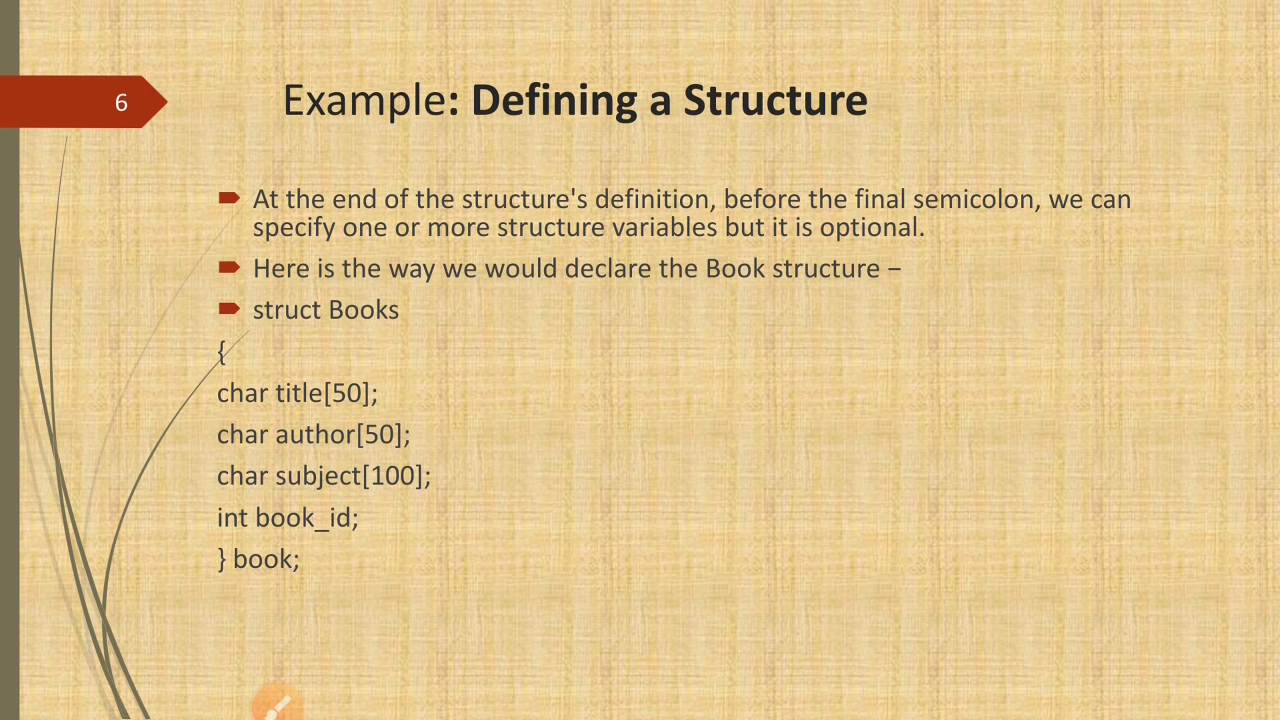 6
Example: Defining a Structure
At the end of the structure's definition, before the final semicolon, we can
specify one or more structure variables but it is optional.
Here is the way we would declare the Book structure −
struct Books
{
char title[50];
char author[50];
char subject[100];
int book_id;
} book;